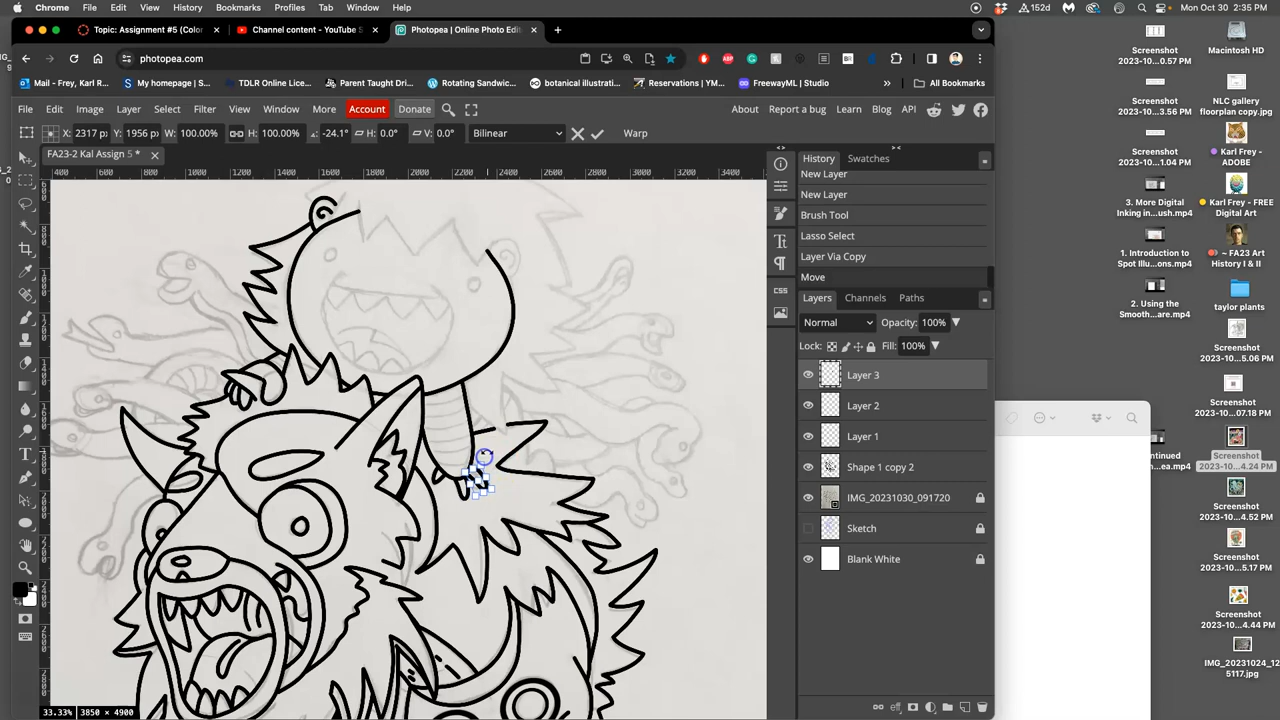 Chrome File Edit View History Bookmarks Profiles Tab Window Help 152d Mon Oct 30 2:35 PM
Topic: Assignment #5 (Color × Channel content - YouTube S × Photopea | Online Photo Edit ×
photopea.com
Mail - Frey, Karl R... My homepage | S... TDLR Online Licens... Parent Taught Dri... Rotating Sandwic... botanical illustrati... Reservations | YM... FreewayML | Studio » All Bookmarks
File Edit Image Layer Select Filter View Window More Account Donate About Report a bug Learn Blog API
X: 2317 p Y: 1956 p W: 100.00% H: 100.00% -24.1° H: 0.0° V: 0.0° Bilinear Warp
FA23-2 Kal Assign 5 *
400 800 1000 1200 1400 1600 1800 2000 2200 2400 2600 2800 3000 3200 3400
History Swatches
New Layer
New Layer
Brush Tool
Lasso Select
Layer Via Copy
Move
Layers Channels Paths
Normal Opacity: 100%
Lock: Fill: 100%
Layer 3
Layer 2
Layer 1
Shape 1 copy 2
IMG_20231030_091720
Sketch
Blank White
CSS
33.33% 3850 x 4900
Screenshot
2023-10...0.57 PM
Macintosh HD
Screenshot
2023-10...3.56 PM
NLC gallery
floorplan copy.jpg
Screenshot
2023-10...1.04 PM
Karl Frey -
ADOBE
3. More Digital
Inking in...ush.mp4
Karl Frey - FREE
Digital Art
1. Introduction to
Spot Illu...ons.mp4
~ FA23 Art
History I & II
2. Using the
Smooth...are.mp4
taylor plants
Screenshot
2023-10...5.06 PM
Screenshot
2023-10...07.18 PM
Screenshot
2023-10...4.24 PM
Screenshot
2023-10...4.52 PM
Screenshot
2023-10...5.17 PM
Screenshot
2023-10...4.44 PM
IMG_20231024_12
5117.jpg